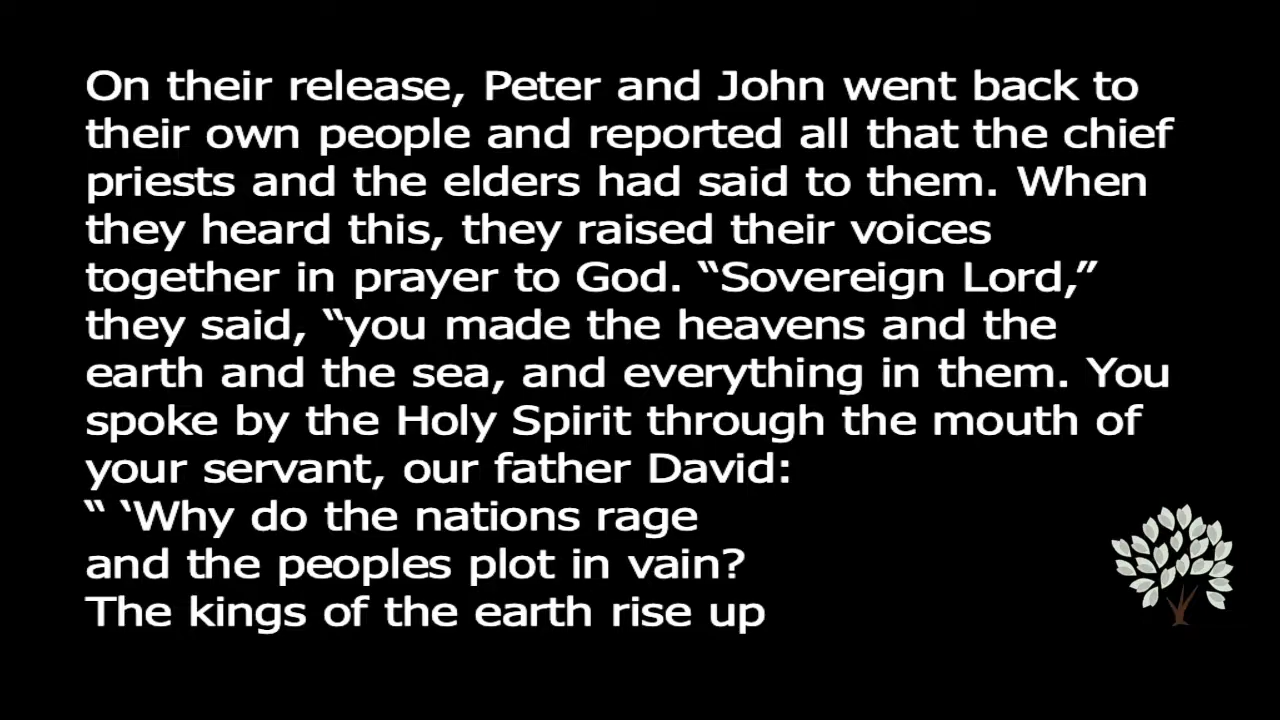 On their release, Peter and John went back to
their own people and reported all that the chief
priests and the elders had said to them. When
they heard this, they raised their voices
together in prayer to God. “Sovereign Lord,”
they said, “you made the heavens and the
earth and the sea, and everything in them. You
spoke by the Holy Spirit through the mouth of
your servant, our father David:
“ ‘Why do the nations rage
and the peoples plot in vain?
The kings of the earth rise up